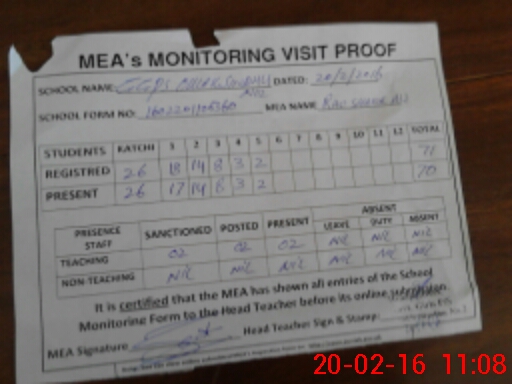 MEA's MONITORING VISIT PROOF
SCHOOL NAME: GGPS DATED: 20/2/2016
SCHOOL FORM NO: MEA NAME
STUDENTS KATCHI 1 2 3 4 5 6 7 8 9 10 11 12 TOTAL
REGISTRED 26 18 14 8 3 2 71
PRESENT 26 17 14 8 3 2 70
PRESENCE STAFF SANCTIONED POSTED PRESENT ABSENT
LEAVE DUTY ABSENT
TEACHING 02 02 02 Nil Nil Nil
NON-TEACHING Nil Nil Nil Nil Nil Nil
It is certified that the MEA has shown all entries of the School
Monitoring Form to the Head Teacher before its online submission.
MEA Signature Head Teacher Sign & Stamp:
20-02-16 11:08